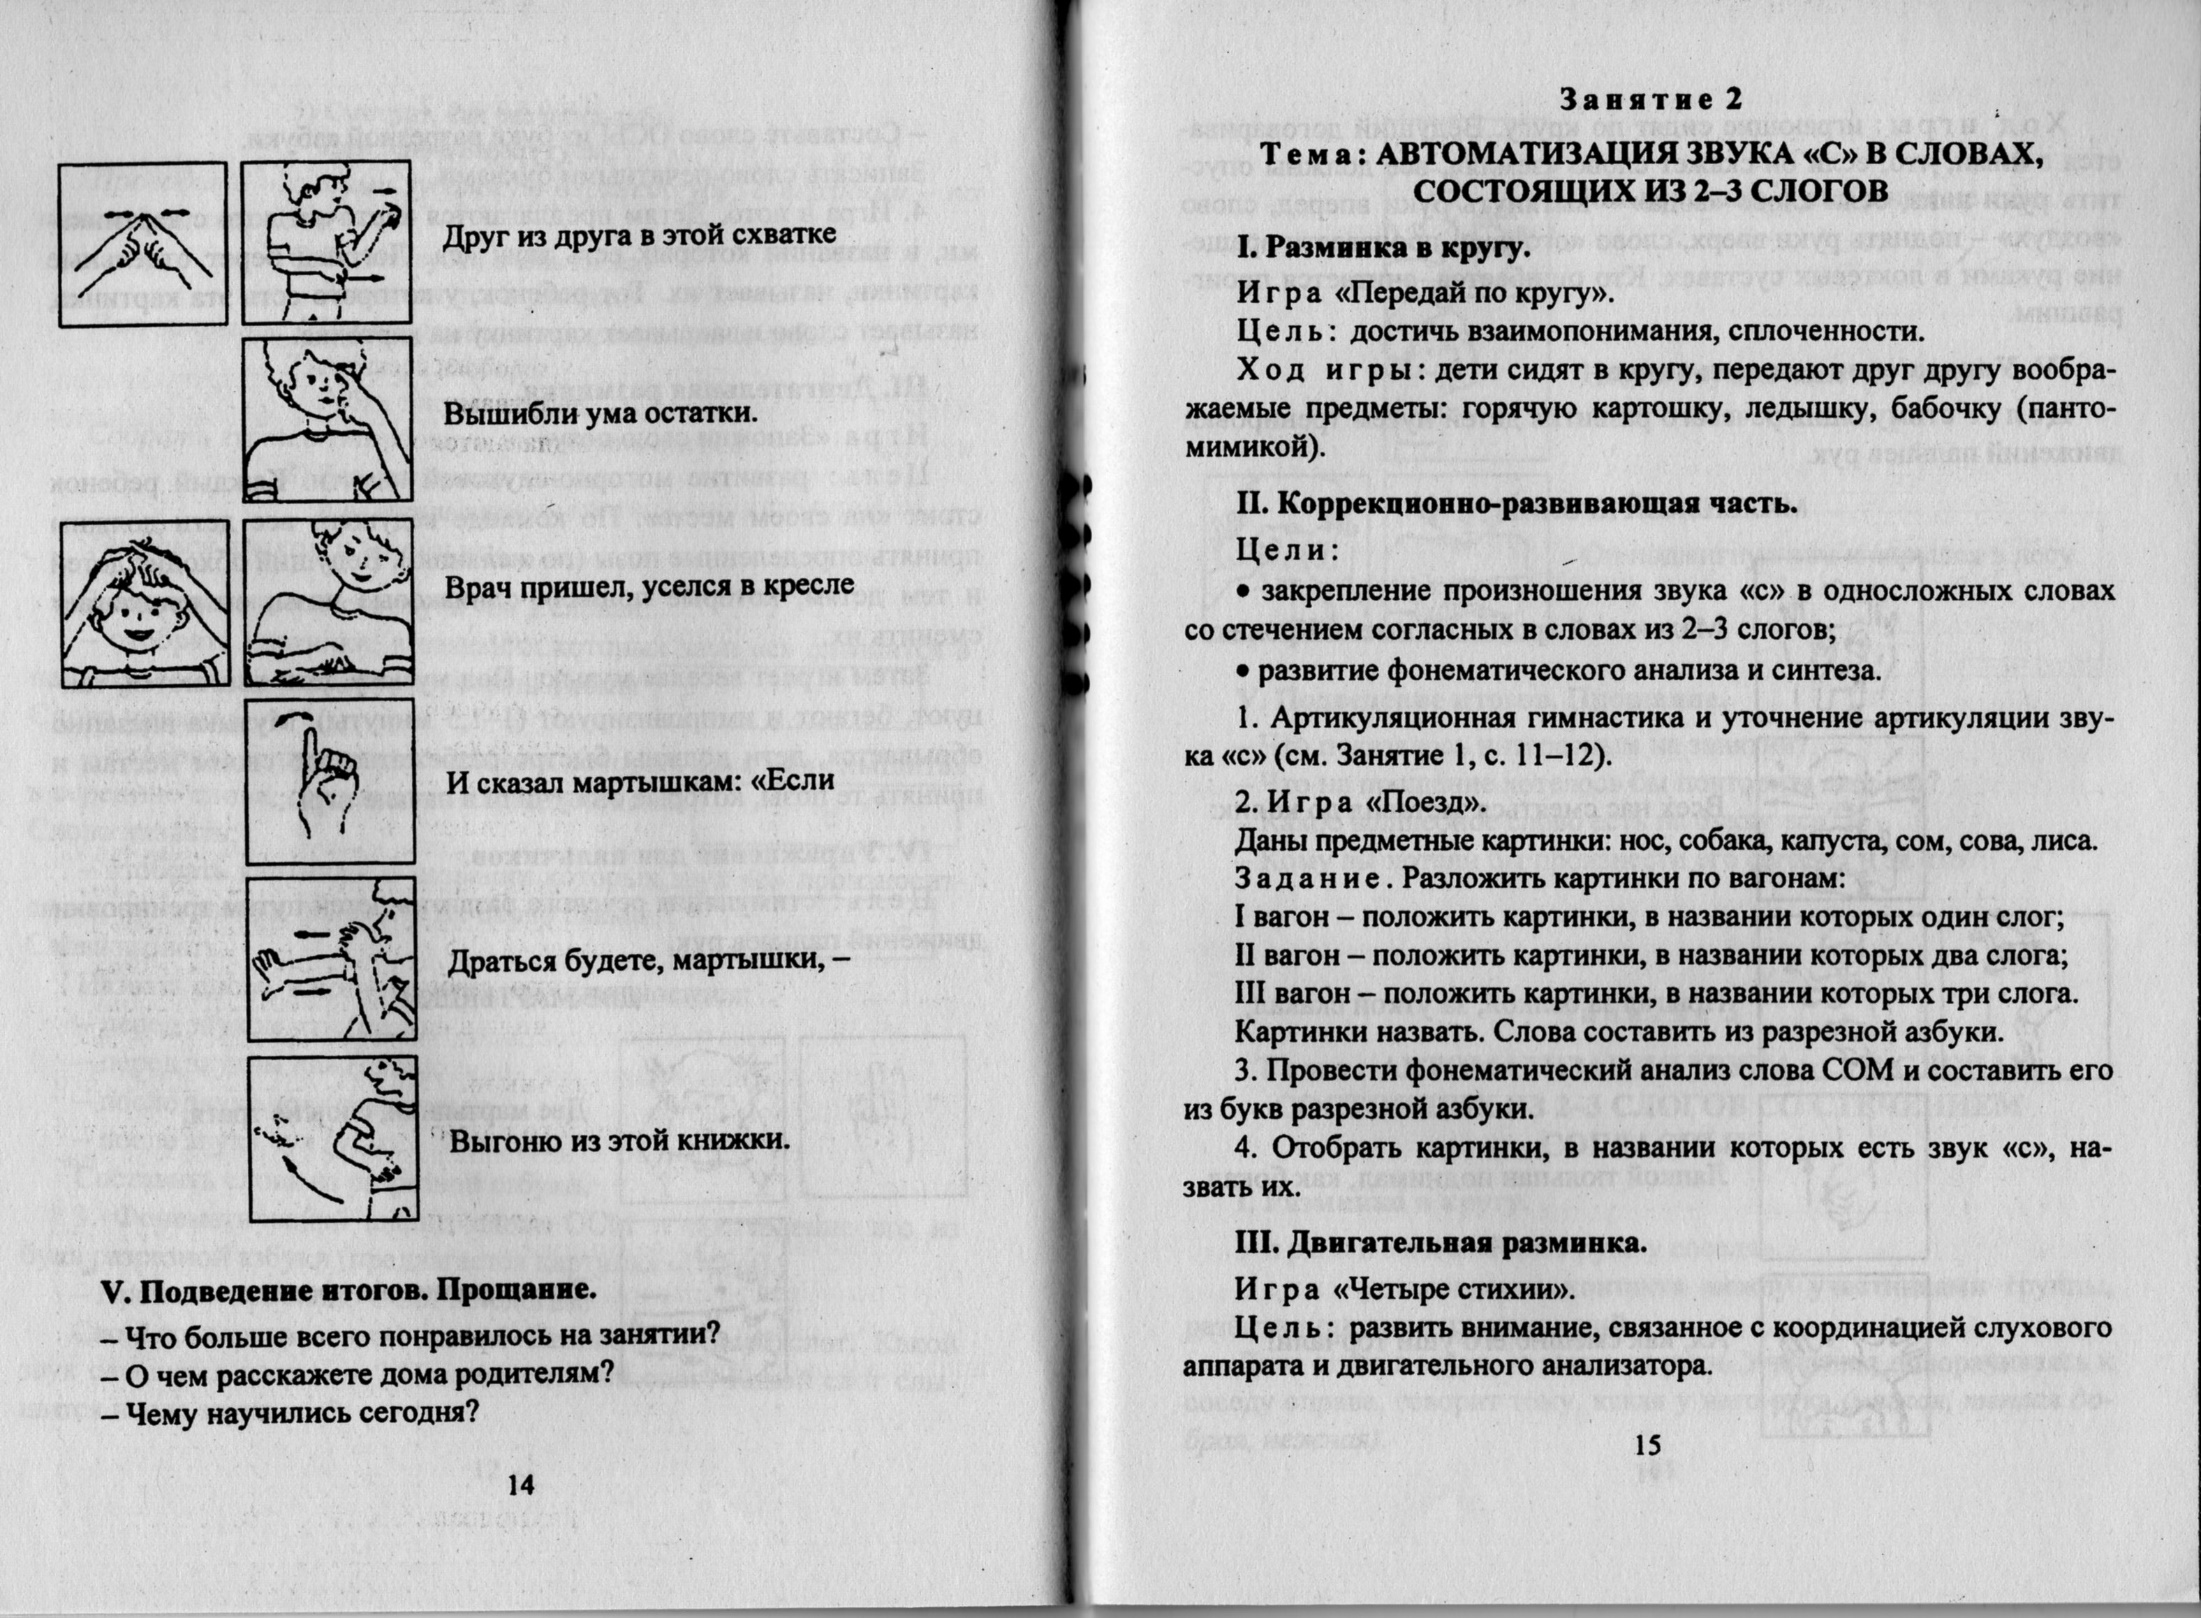 Друг из друга в этой схватке
Вышибли ума остатки.
Врач пришел, уселся в кресле
И сказал мартышкам: «Если
Драться будете, мартышки, –
Выгоню из этой книжки.
V. Подведение итогов. Прощание.
– Что больше всего понравилось на занятии?
– О чем расскажете дома родителям?
– Чему научились сегодня?
14
Занятие 2
Тема: АВТОМАТИЗАЦИЯ ЗВУКА «С» В СЛОВАХ,
СОСТОЯЩИХ ИЗ 2–3 СЛОГОВ
I. Разминка в кругу.
Игра «Передай по кругу».
Цель: достичь взаимопонимания, сплоченности.
Ход игры: дети сидят в кругу, передают друг другу вообра-
жаемые предметы: горячую картошку, ледышку, бабочку (панто-
мимикой).
II. Коррекционно-развивающая часть.
Цели:
• закрепление произношения звука «с» в односложных словах
со стечением согласных в словах из 2–3 слогов;
• развитие фонематического анализа и синтеза.
1. Артикуляционная гимнастика и уточнение артикуляции зву-
ка «с» (см. Занятие 1, с. 11–12).
2. Игра «Поезд».
Даны предметные картинки: нос, собака, капуста, сом, сова, лиса.
Задание. Разложить картинки по вагонам:
I вагон – положить картинки, в названии которых один слог;
II вагон – положить картинки, в названии которых два слога;
III вагон – положить картинки, в названии которых три слога.
Картинки назвать. Слова составить из разрезной азбуки.
3. Провести фонематический анализ слова СОМ и составить его
из букв разрезной азбуки.
4. Отобрать картинки, в названии которых есть звук «с», на-
звать их.
III. Двигательная разминка.
Игра «Четыре стихии».
Цель: развить внимание, связанное с координацией слухового
аппарата и двигательного анализатора.
15